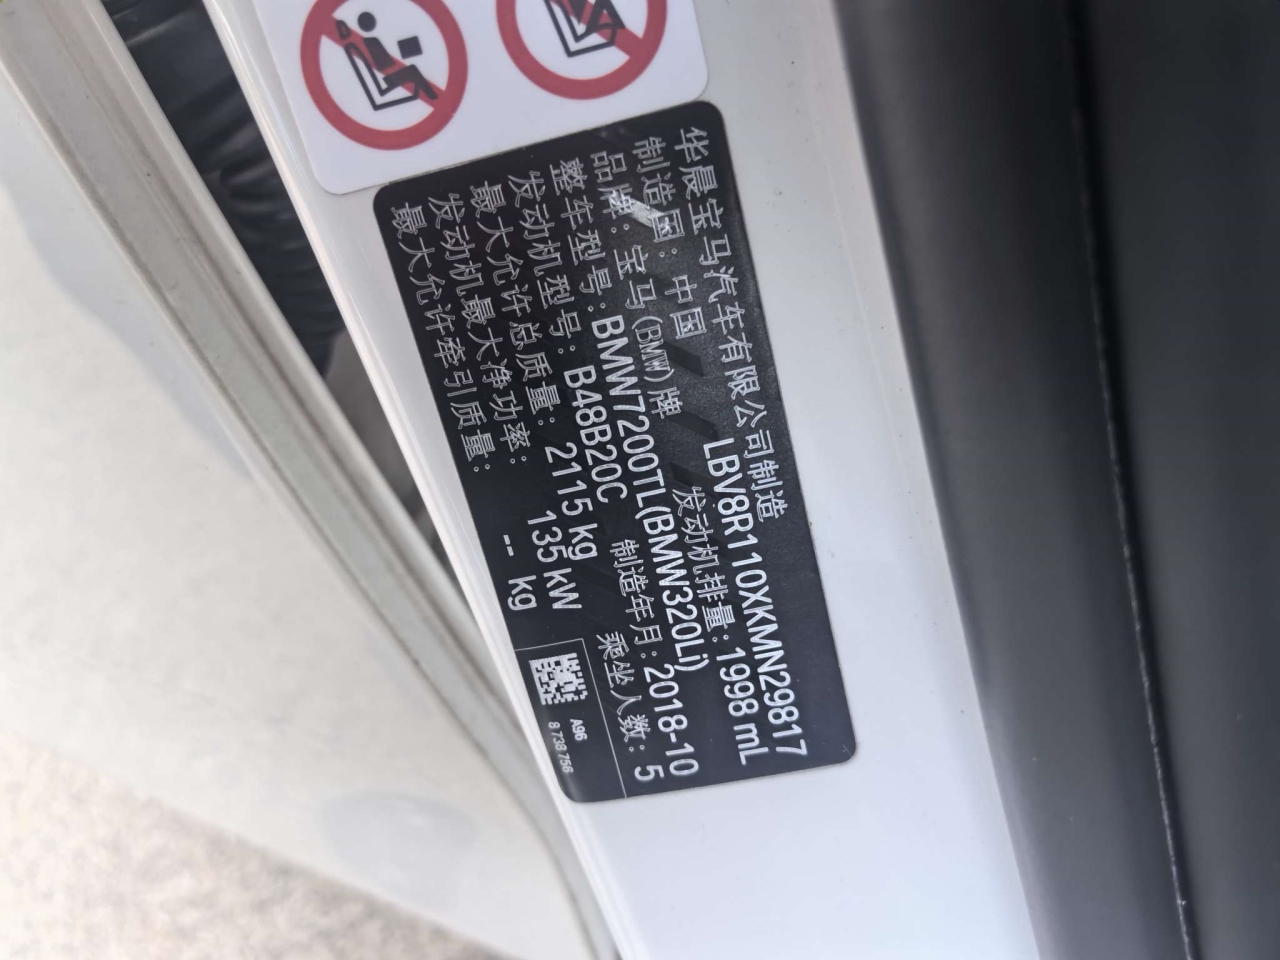 华晨宝马汽车有限公司制造
LBV8R110XKMN29817
制造国: 中国
发动机排量: 1998 mL
品牌: 宝马(BMW)牌
整车型号: BMW7200TL(BMW320Li)
制造年月: 2018-10
发动机型号: B48B20C
乘坐人数: 5
最大允许总质量: 2115 kg
发动机最大净功率: 135 kW
最大允许牵引质量: -- kg
A96
8 738 756